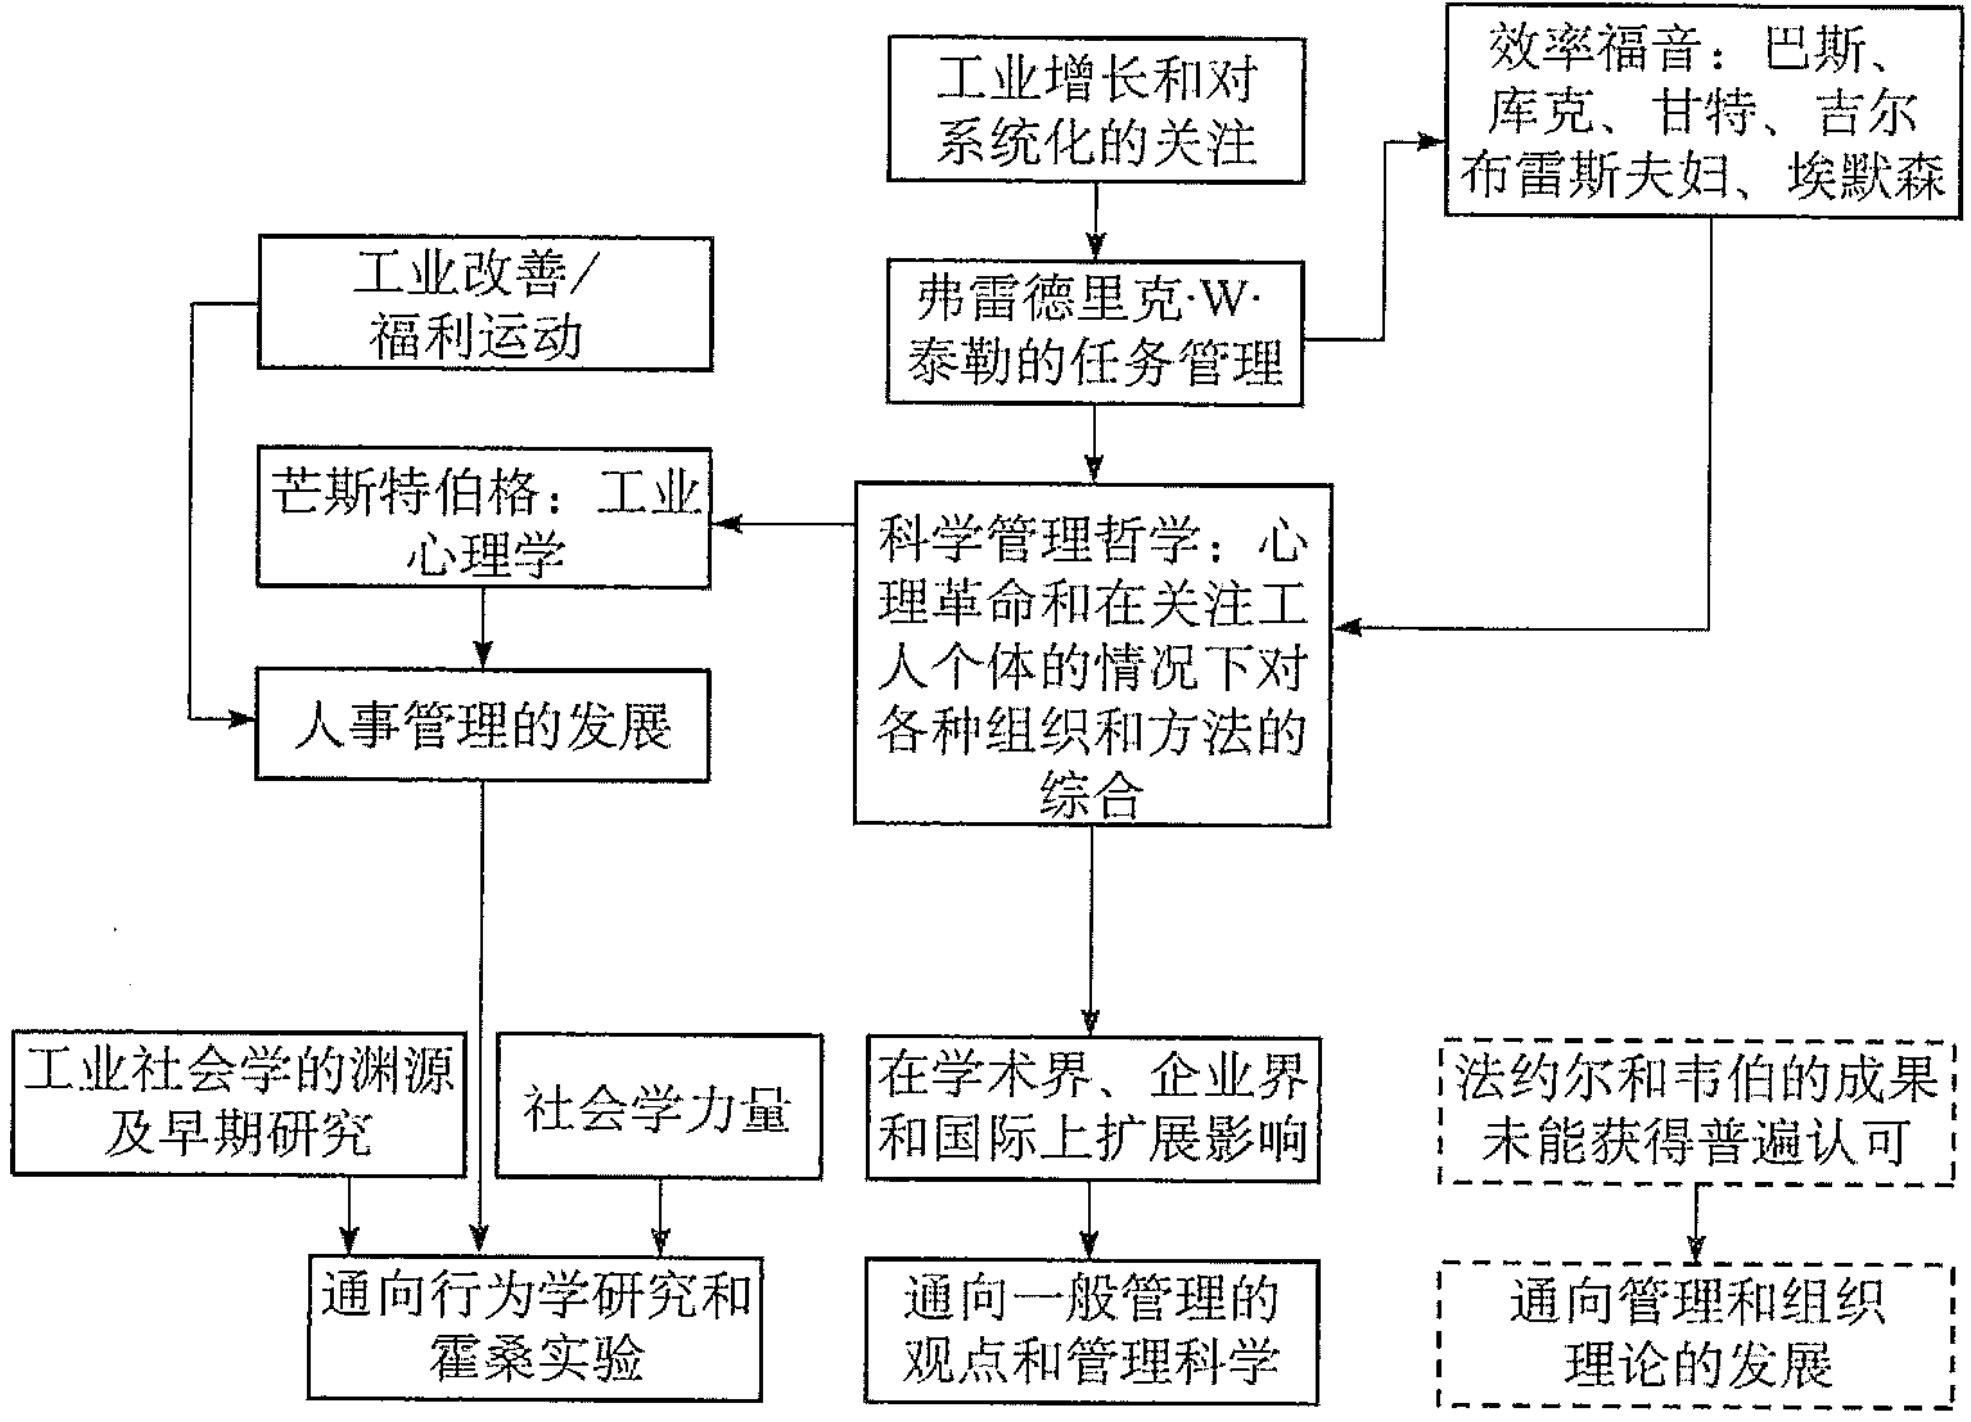 工业增长和对
系统化的关注
效率福音：巴斯、
库克、甘特、吉尔
布雷斯夫妇、埃默森
工业改善/
福利运动
弗雷德里克·W·
泰勒的任务管理
芒斯特伯格：工业
心理学
科学管理哲学：心
理革命和在关注工
人个体的情况下对
各种组织和方法的
综合
人事管理的发展
工业社会学的渊源
及早期研究
社会学力量
在学术界、企业界
和国际上扩展影响
法约尔和韦伯的成果
未能获得普遍认可
通向行为学研究和
霍桑实验
通向一般管理的
观点和管理科学
通向管理和组织
理论的发展